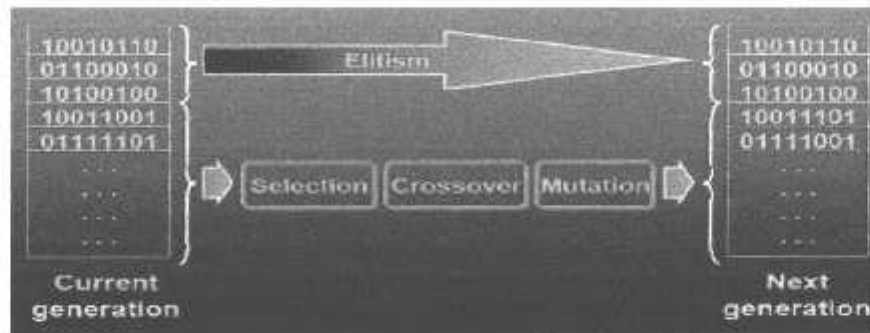 10010110
01100010
10100100
10011001
01111101
. . .
. . .
. . .
. . .
Current
generation
Elitism
Selection
Crossover
Mutation
10010110
01100010
10100100
10011101
01111001
. . .
. . .
. . .
. . .
Next
generation